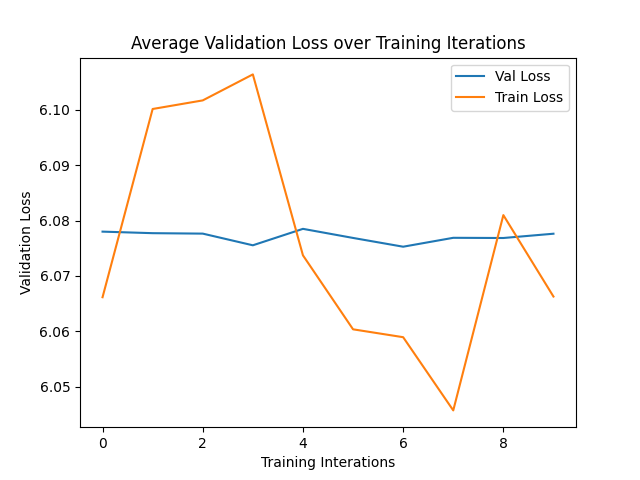 Average Validation Loss over Training Iterations
Val Loss
Train Loss
Validation Loss
6.10
6.09
6.08
6.07
6.06
6.05
0 2 4 6 8
Training Interations